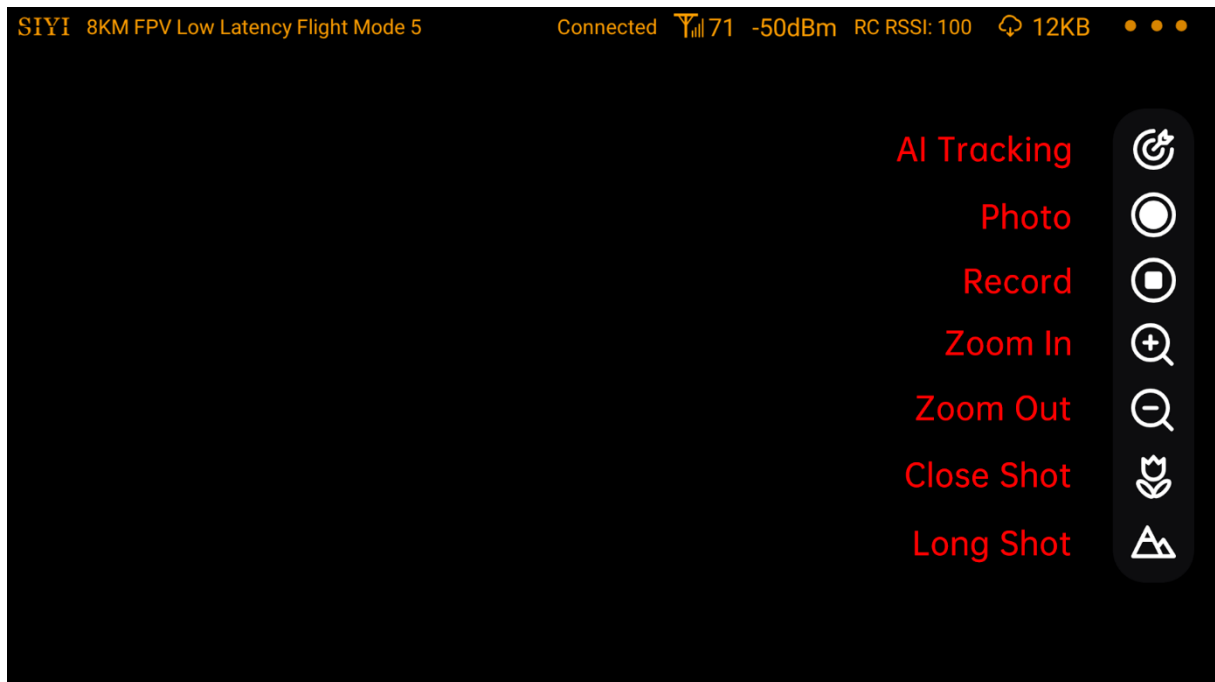 SIYI 8KM FPV Low Latency Flight Mode 5 Connected 71 -50dBm RC RSSI: 100 12KB
AI Tracking
Photo
Record
Zoom In
Zoom Out
Close Shot
Long Shot